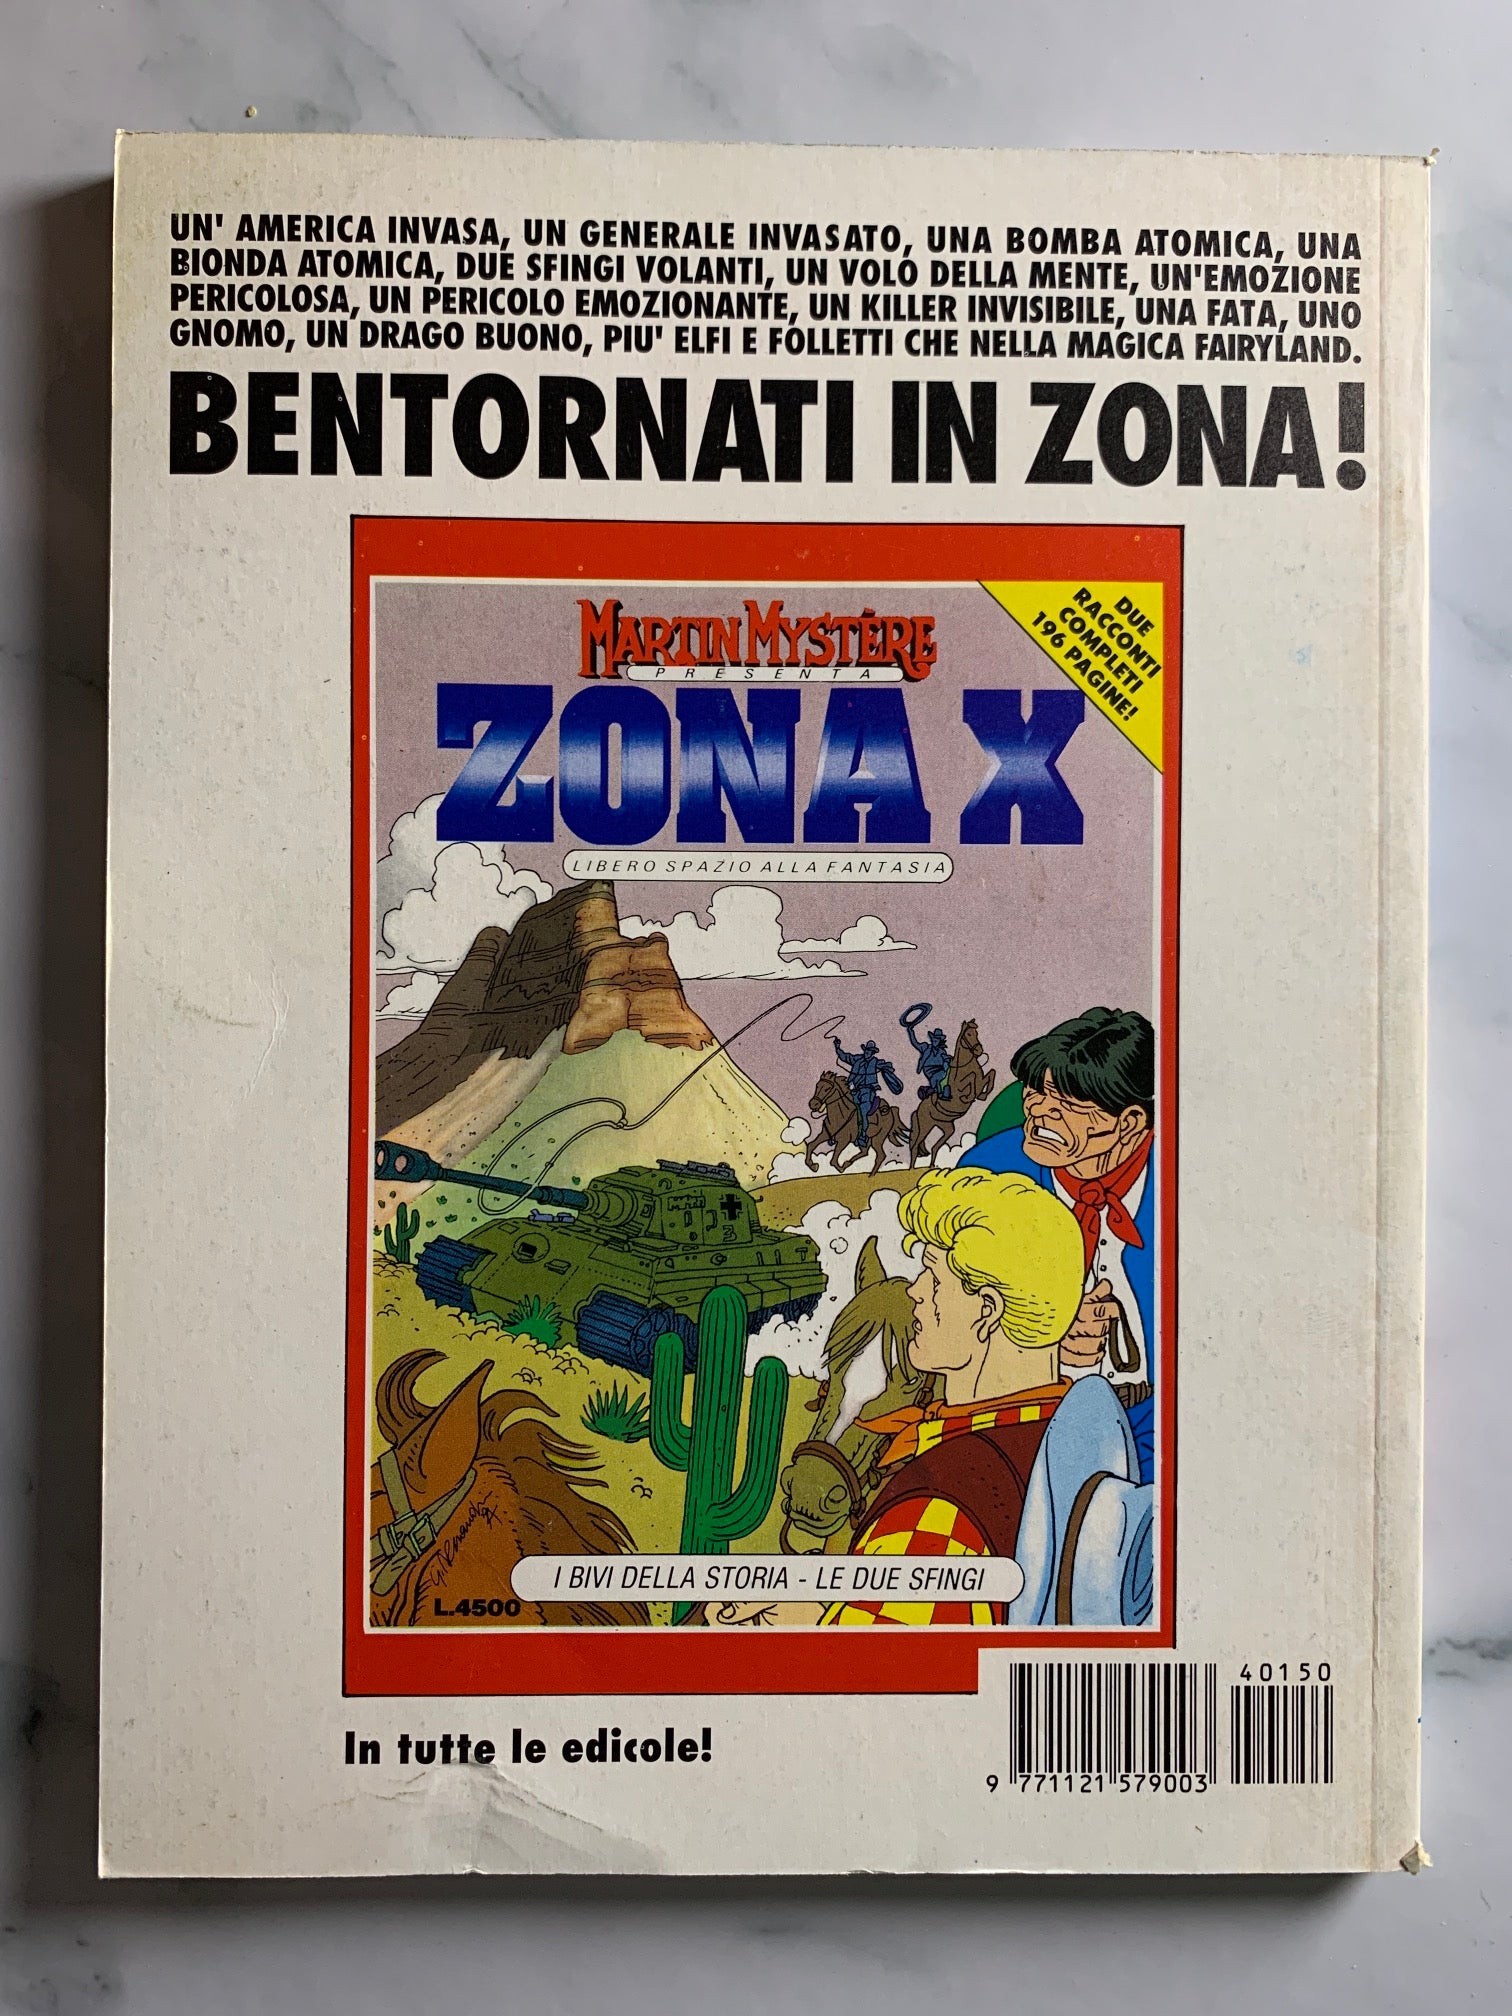 UN' AMERICA INVASA, UN GENERALE INVASATO, UNA BOMBA ATOMICA, UNA
BIONDA ATOMICA, DUE SFINGI VOLANTI, UN VOLO DELLA MENTE, UN'EMOZIONE
PERICOLOSA, UN PERICOLO EMOZIONANTE, UN KILLER INVISIBILE, UNA FATA, UNO
GNOMO, UN DRAGO BUONO, PIU' ELFI E FOLLETTI CHE NELLA MAGICA FAIRYLAND.
BENTORNATI IN ZONA!
DUE
RACCONTI
COMPLETI
196 PAGINE!
MARTIN MYSTÈRE
PRESENTA
ZONA X
LIBERO SPAZIO ALLA FANTASIA
I BIVI DELLA STORIA - LE DUE SFINGI
L.4500
In tutte le edicole!
40150
9 771121 579003